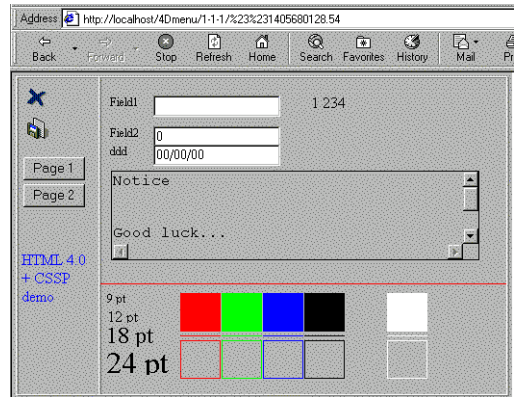 Address http://localhost/4Dmenu/1-1-1/%23%231405680128.54
Back Forward Stop Refresh Home Search Favorites History Mail Pr
Field1 1 234
Field2 0
ddd 00/00/00
Page 1
Page 2
Notice
Good luck...
HTML 4.0
+ CSSP
demo
9 pt
12 pt
18 pt
24 pt